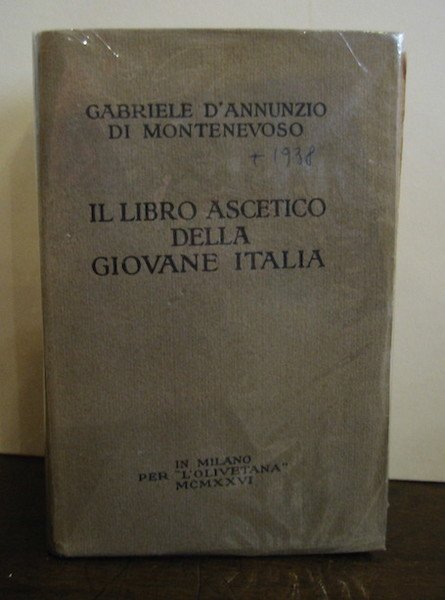 GABRIELE D'ANNUNZIO
DI MONTENEVOSO
+ 1938
IL LIBRO ASCETICO
DELLA
GIOVANE ITALIA
IN MILANO
PER "L'OLIVETANA"
MCMXXVI